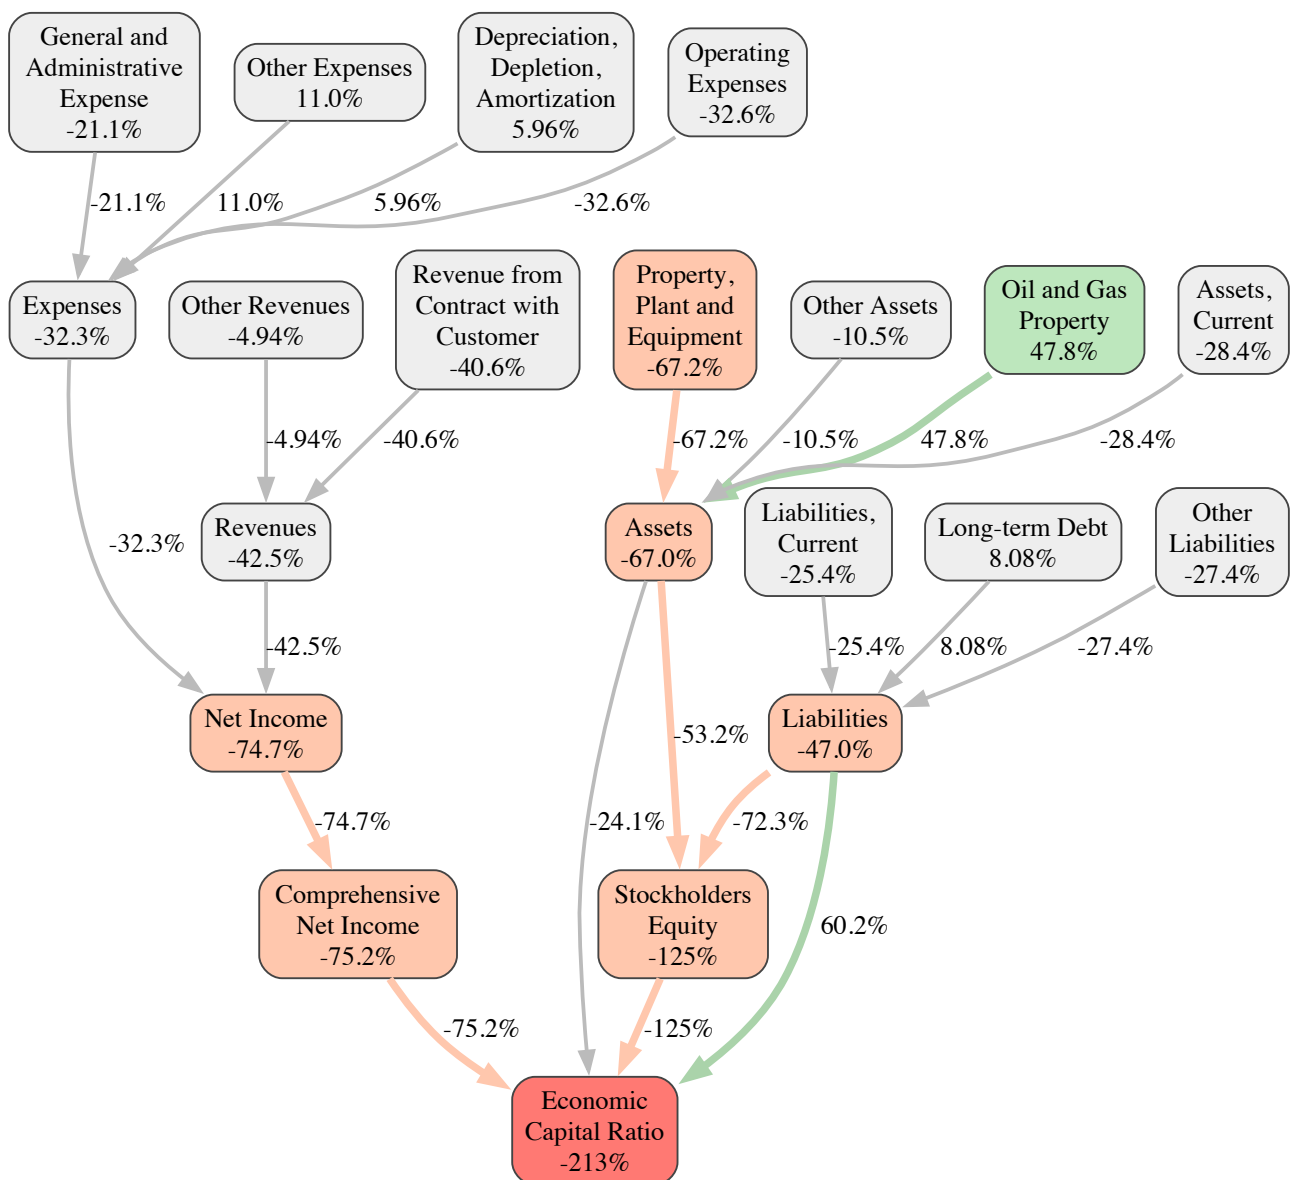 General and
Administrative
Expense
-21.1%
Other Expenses
11.0%
Depreciation,
Depletion,
Amortization
5.96%
Operating
Expenses
-32.6%
-21.1%
11.0%
5.96%
-32.6%
Expenses
-32.3%
Other Revenues
-4.94%
Revenue from
Contract with
Customer
-40.6%
Property,
Plant and
Equipment
-67.2%
Other Assets
-10.5%
Oil and Gas
Property
47.8%
Assets,
Current
-28.4%
-4.94%
-40.6%
-67.2%
-10.5%
47.8%
-28.4%
-32.3%
Revenues
-42.5%
Assets
-67.0%
Liabilities,
Current
-25.4%
Long-term Debt
8.08%
Other
Liabilities
-27.4%
-42.5%
-25.4%
8.08%
-27.4%
Net Income
-74.7%
-53.2%
Liabilities
-47.0%
-74.7%
-24.1%
-72.3%
Comprehensive
Net Income
-75.2%
Stockholders
Equity
-125%
60.2%
-75.2%
-125%
Economic
Capital Ratio
-213%